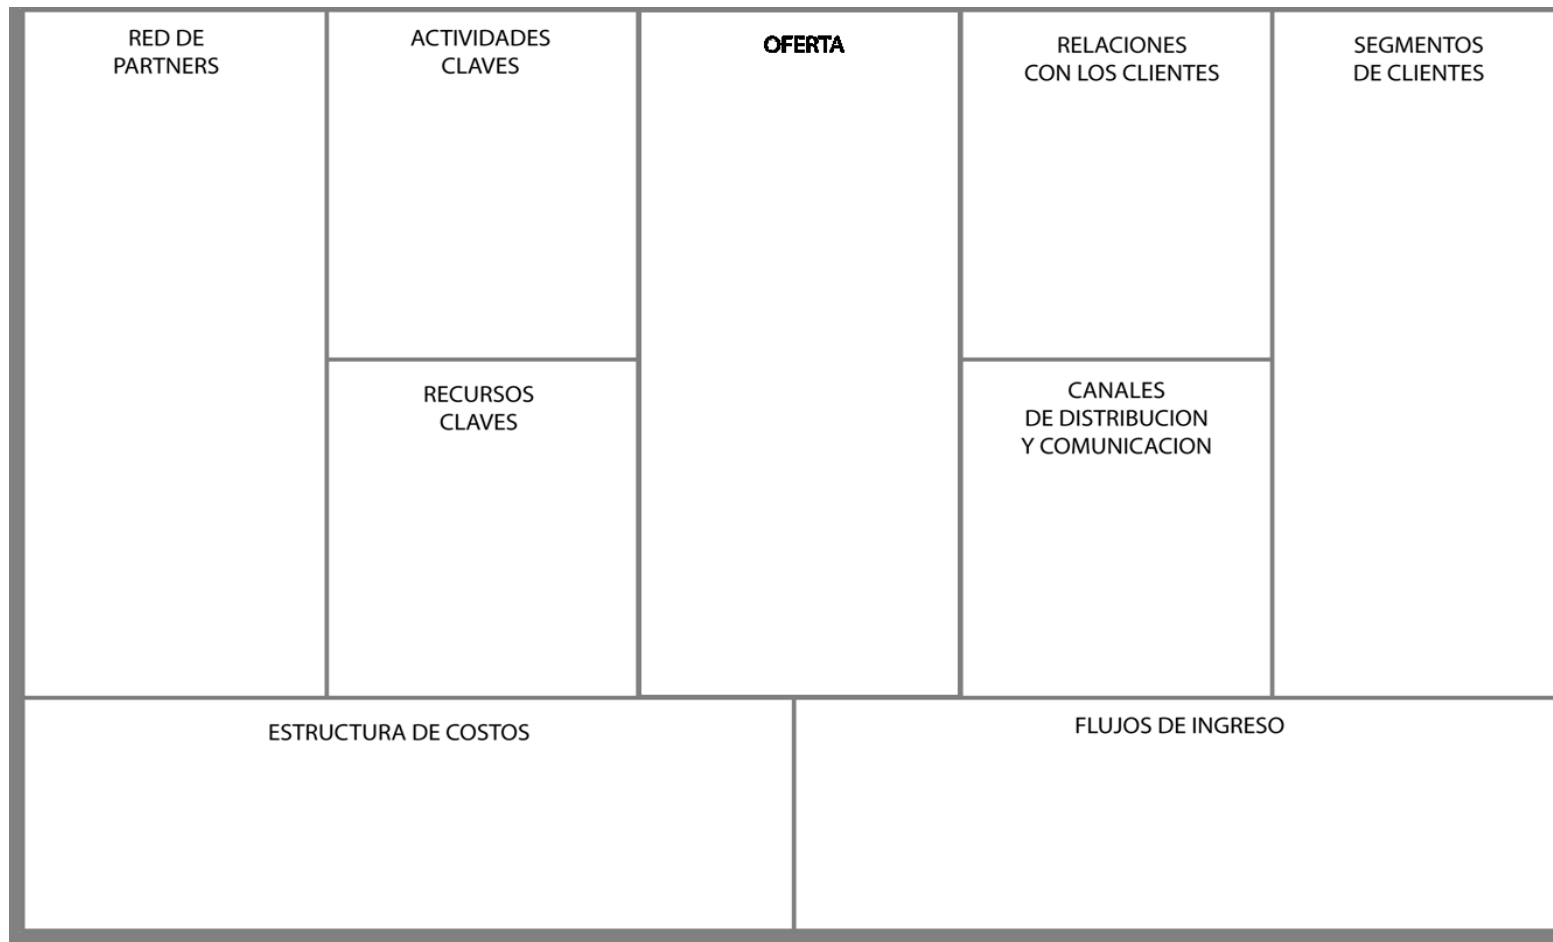 RED DE
PARTNERS
ACTIVIDADES
CLAVES
OFERTA
RELACIONES
CON LOS CLIENTES
SEGMENTOS
DE CLIENTES
RECURSOS
CLAVES
CANALES
DE DISTRIBUCION
Y COMUNICACION
ESTRUCTURA DE COSTOS
FLUJOS DE INGRESO